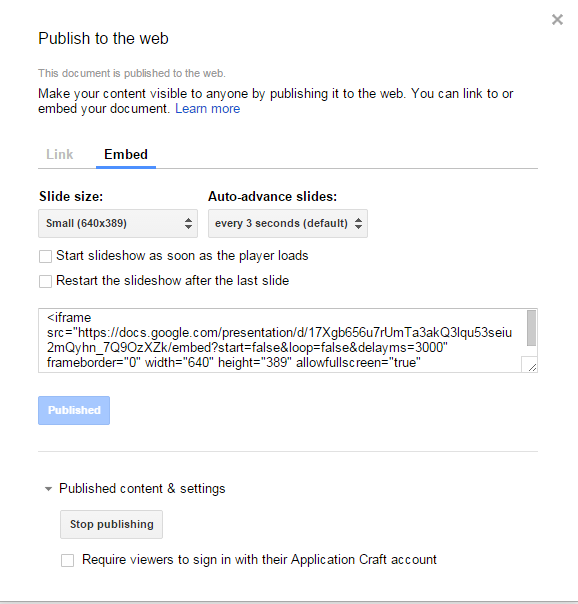 Publish to the web
This document is published to the web.
Make your content visible to anyone by publishing it to the web. You can link to or
embed your document. Learn more
Link Embed
Slide size: Auto-advance slides:
Small (640x389) every 3 seconds (default)
Start slideshow as soon as the player loads
Restart the slideshow after the last slide
<iframe
src="https://docs.google.com/presentation/d/17Xgb656u7rUmTa3akQ3lqu53seiu
2mQyhn_7Q9OzXZk/embed?start=false&loop=false&delayms=3000"
frameborder="0" width="640" height="389" allowfullscreen="true"
Published
Published content & settings
Stop publishing
Require viewers to sign in with their Application Craft account